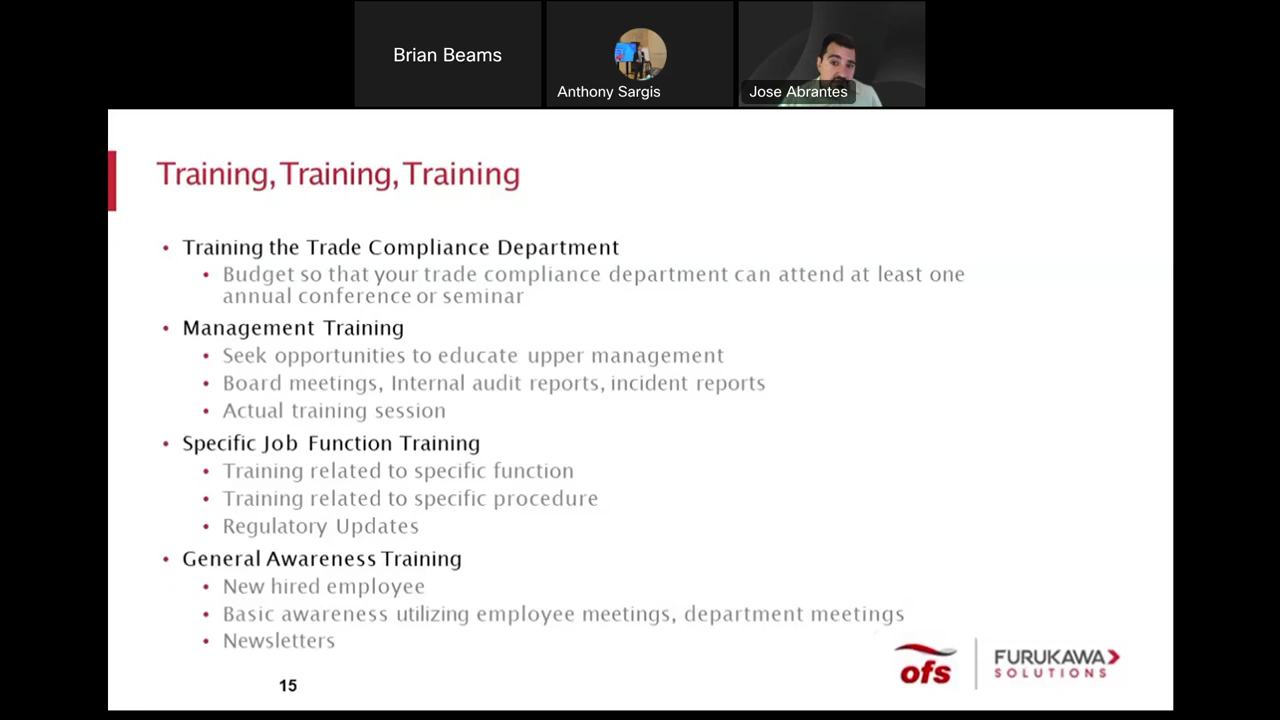 Brian Beams
Anthony Sargis
Jose Abrantes
Training, Training, Training
• Training the Trade Compliance Department
• Budget so that your trade compliance department can attend at least one
annual conference or seminar
• Management Training
• Seek opportunities to educate upper management
• Board meetings, Internal audit reports, incident reports
• Actual training session
• Specific Job Function Training
• Training related to specific function
• Training related to specific procedure
• Regulatory Updates
• General Awareness Training
• New hired employee
• Basic awareness utilizing employee meetings, department meetings
• Newsletters
15
ofs
FURUKAWA
SOLUTIONS